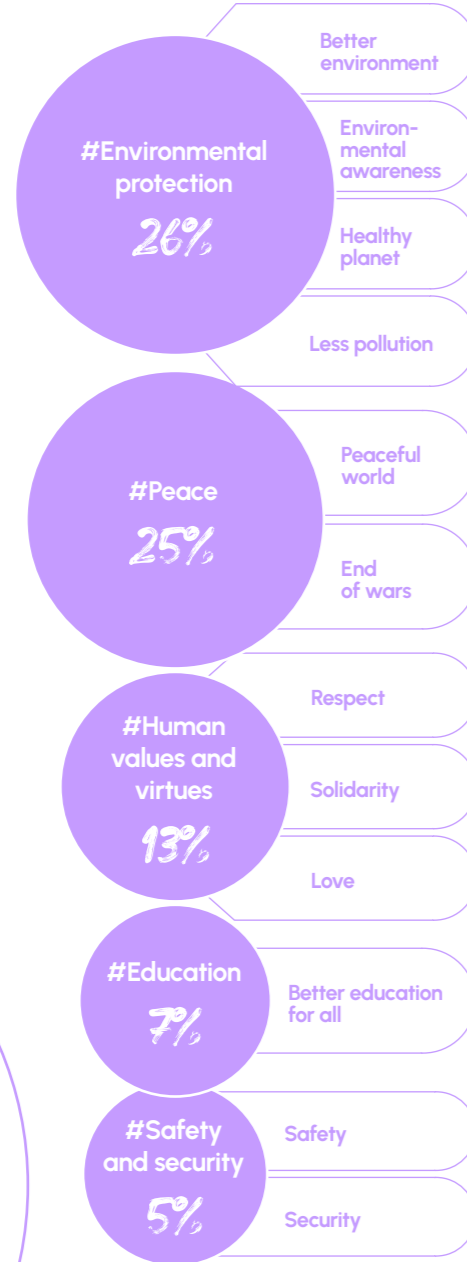 #Environmental
protection
26%
Better
environment
Environ-
mental
awareness
Healthy
planet
Less pollution
#Peace
25%
Peaceful
world
End
of wars
#Human
values and
virtues
13%
Respect
Solidarity
Love
#Education
7%
Better education
for all
#Safety
and security
5%
Safety
Security